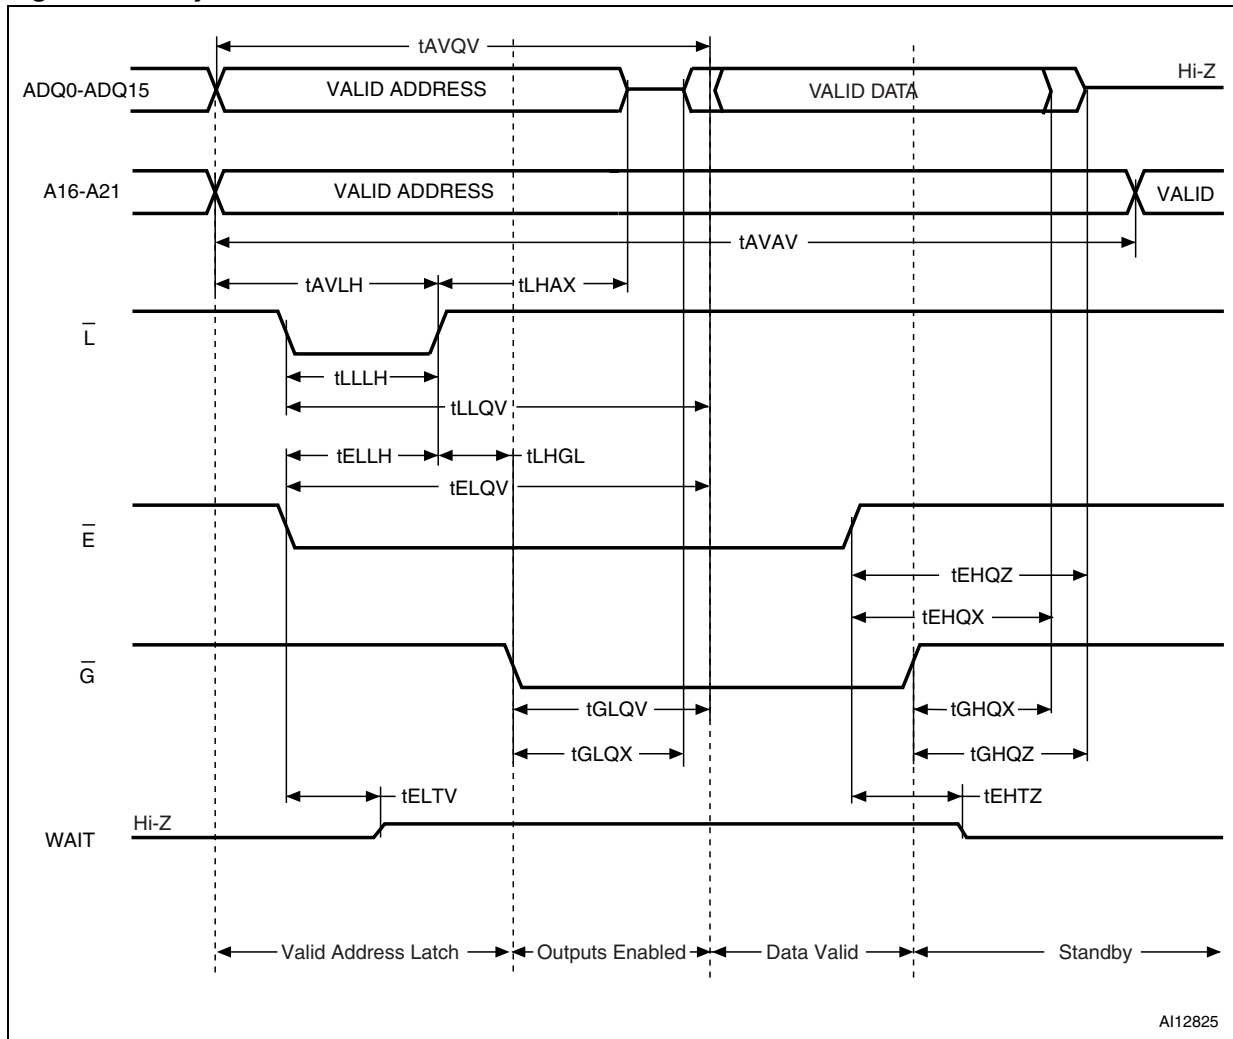 tAVQV
ADQ0-ADQ15
VALID ADDRESS
VALID DATA
Hi-Z
A16-A21
VALID ADDRESS
VALID
tAVAV
tAVLH
tLHAX
L
tLLLH
tLLQV
tELLH
tLHGL
tELQV
E
tEHQZ
tEHQX
G
tGLQV
tGHQX
tGLQX
tGHQZ
tELTV
tEHTZ
Hi-Z
WAIT
Valid Address Latch
Outputs Enabled
Data Valid
Standby
AI12825